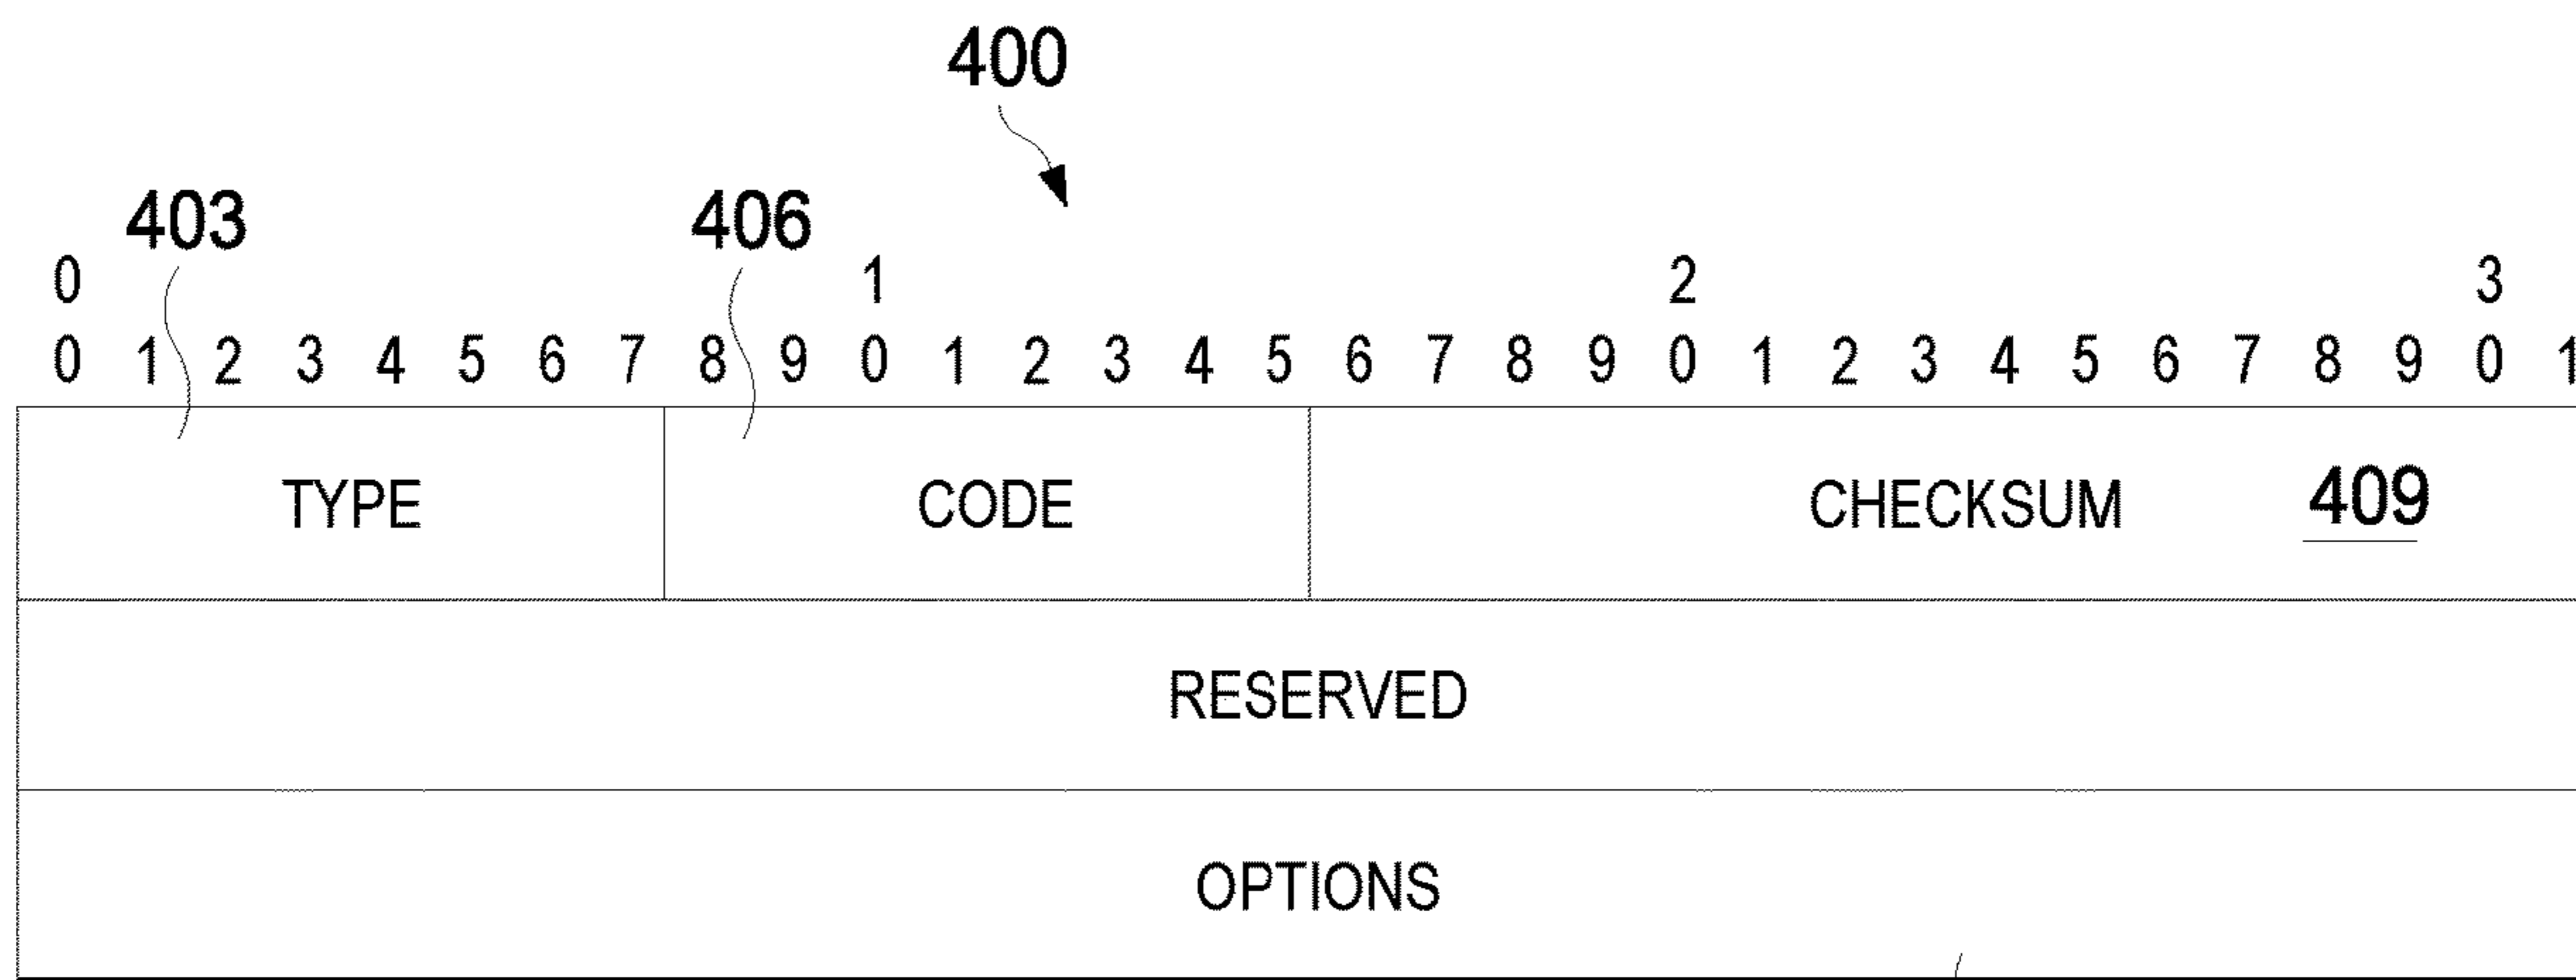 400
403 406
0 1 2 3
0 1 2 3 4 5 6 7 8 9 0 1 2 3 4 5 6 7 8 9 0 1 2 3 4 5 6 7 8 9 0 1
TYPE CODE CHECKSUM 409
RESERVED
OPTIONS